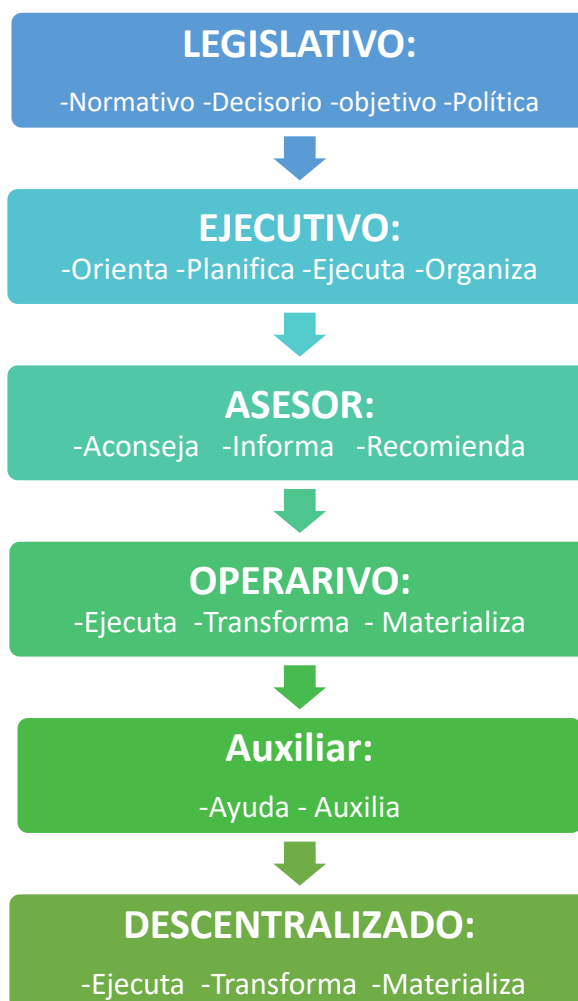 LEGISLATIVO:
-Normativo -Decisorio -objetivo -Política
EJECUTIVO:
-Orienta -Planifica -Ejecuta -Organiza
ASESOR:
-Aconseja -Informa -Recomienda
OPERARIVO:
-Ejecuta -Transforma - Materializa
Auxiliar:
-Ayuda - Auxilia
DESCENTRALIZADO:
-Ejecuta -Transforma -Materializa